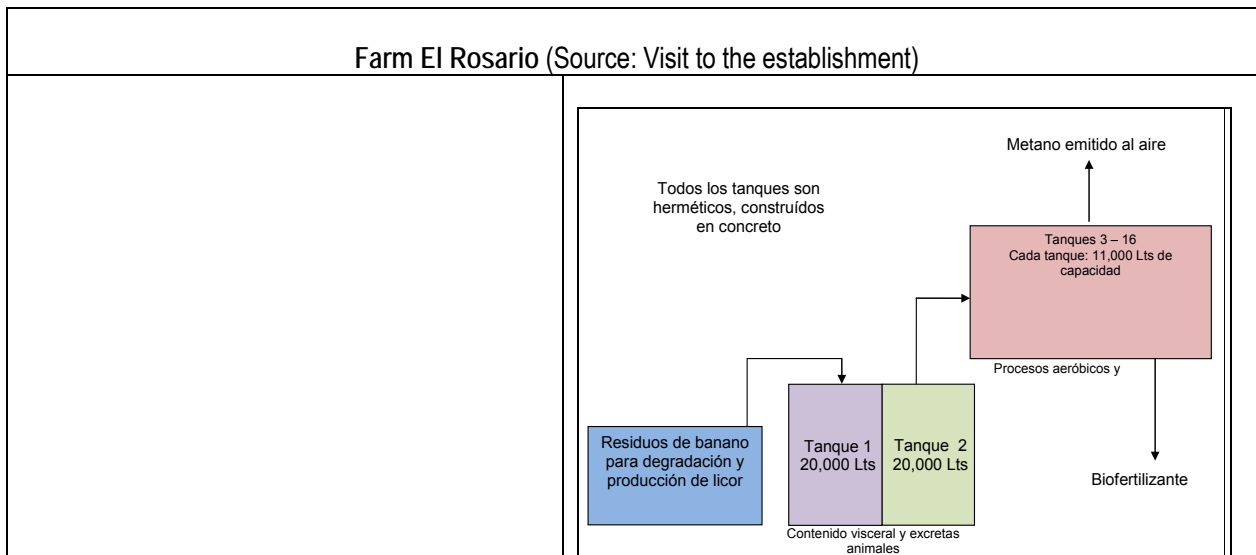 Farm El Rosario (Source: Visit to the establishment)
Metano emitido al aire
Todos los tanques son
herméticos, construídos
en concreto
Tanques 3 – 16
Cada tanque: 11,000 Lts de
capacidad
Procesos aeróbicos y
Residuos de banano
para degradación y
producción de licor
Tanque 1
20,000 Lts
Tanque 2
20,000 Lts
Biofertilizante
Contenido visceral y excretas
animales